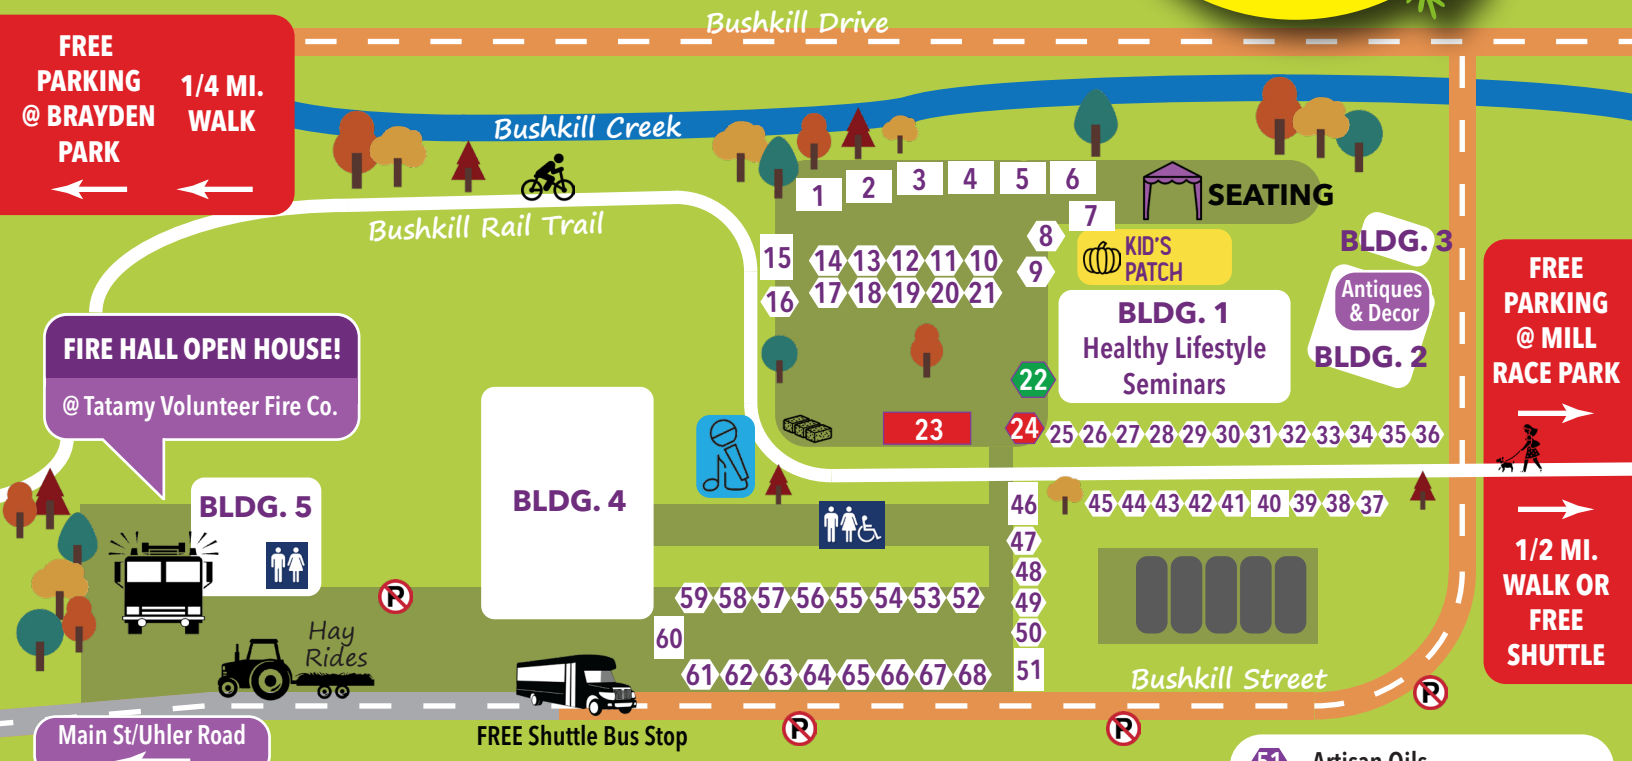 Bushkill Drive
FREE
PARKING
@ BRAYDEN
PARK
1/4 MI.
WALK
Bushkill Creek
Bushkill Rail Trail
1
2
3
4
5
6
SEATING
7
8
KID'S
PATCH
9
BLDG. 3
15
14 13 12 11 10
16
17 18 19 20 21
Antiques
& Decor
BLDG. 2
BLDG. 1
Healthy Lifestyle
Seminars
FREE
PARKING
@ MILL
RACE PARK
FIRE HALL OPEN HOUSE!
@ Tatamy Volunteer Fire Co.
22
23
24
25 26 27 28 29 30 31 32 33 34 35 36
BLDG. 5
BLDG. 4
46
45 44 43 42 41 40 39 38 37
47
48
49
50
51
1/2 MI.
WALK OR
FREE
SHUTTLE
P
59 58 57 56 55 54 53 52
60
61 62 63 64 65 66 67 68
Hay
Rides
Bushkill Street
P
Main St/Uhler Road
FREE Shuttle Bus Stop
P
P
51 Artisan Oils